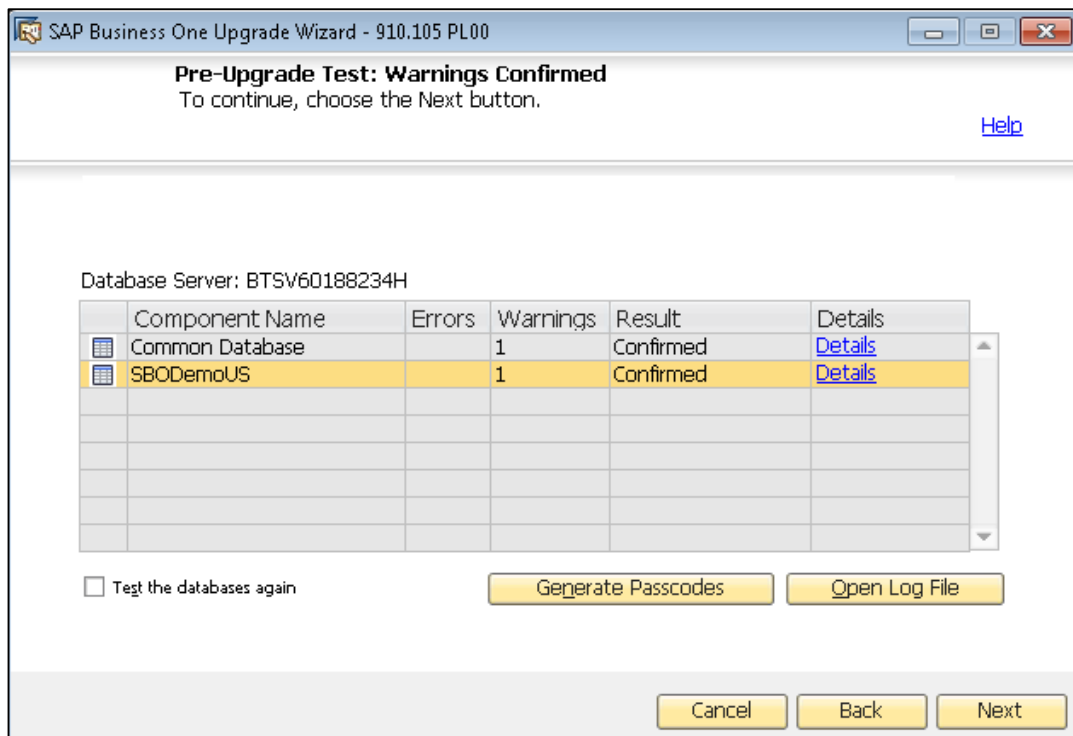 SAP Business One Upgrade Wizard - 910.105 PL00
Pre-Upgrade Test: Warnings Confirmed
To continue, choose the Next button.
Help
Database Server: BTSV60188234H
Component Name Errors Warnings Result Details
Common Database 1 Confirmed Details
SBODemoUS 1 Confirmed Details
Test the databases again Generate Passcodes Open Log File
Cancel Back Next